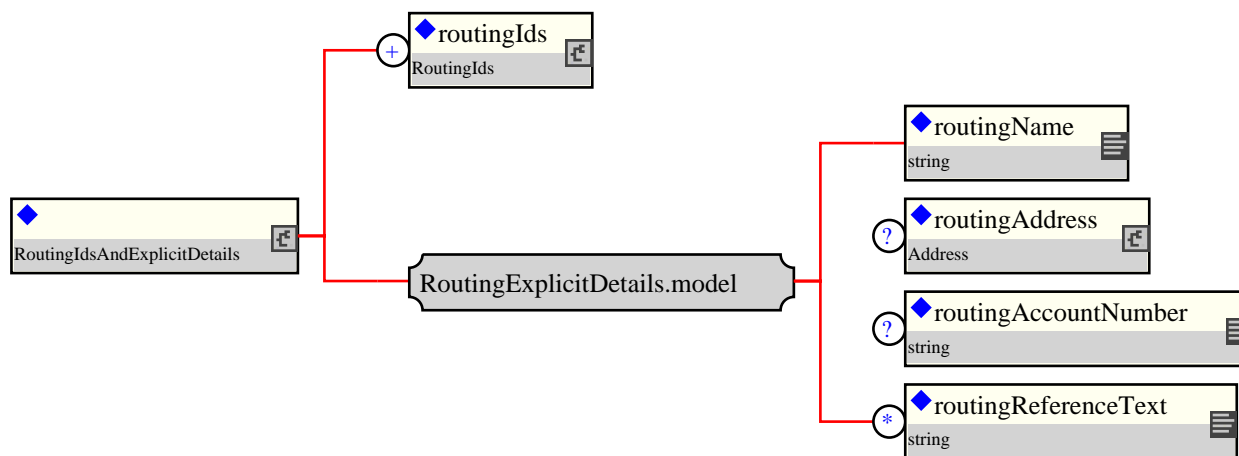 routingIds
+
RoutingIds
routingName
string
RoutingIdsAndExplicitDetails
routingAddress
?
Address
RoutingExplicitDetails.model
routingAccountNumber
?
string
routingReferenceText
*
string